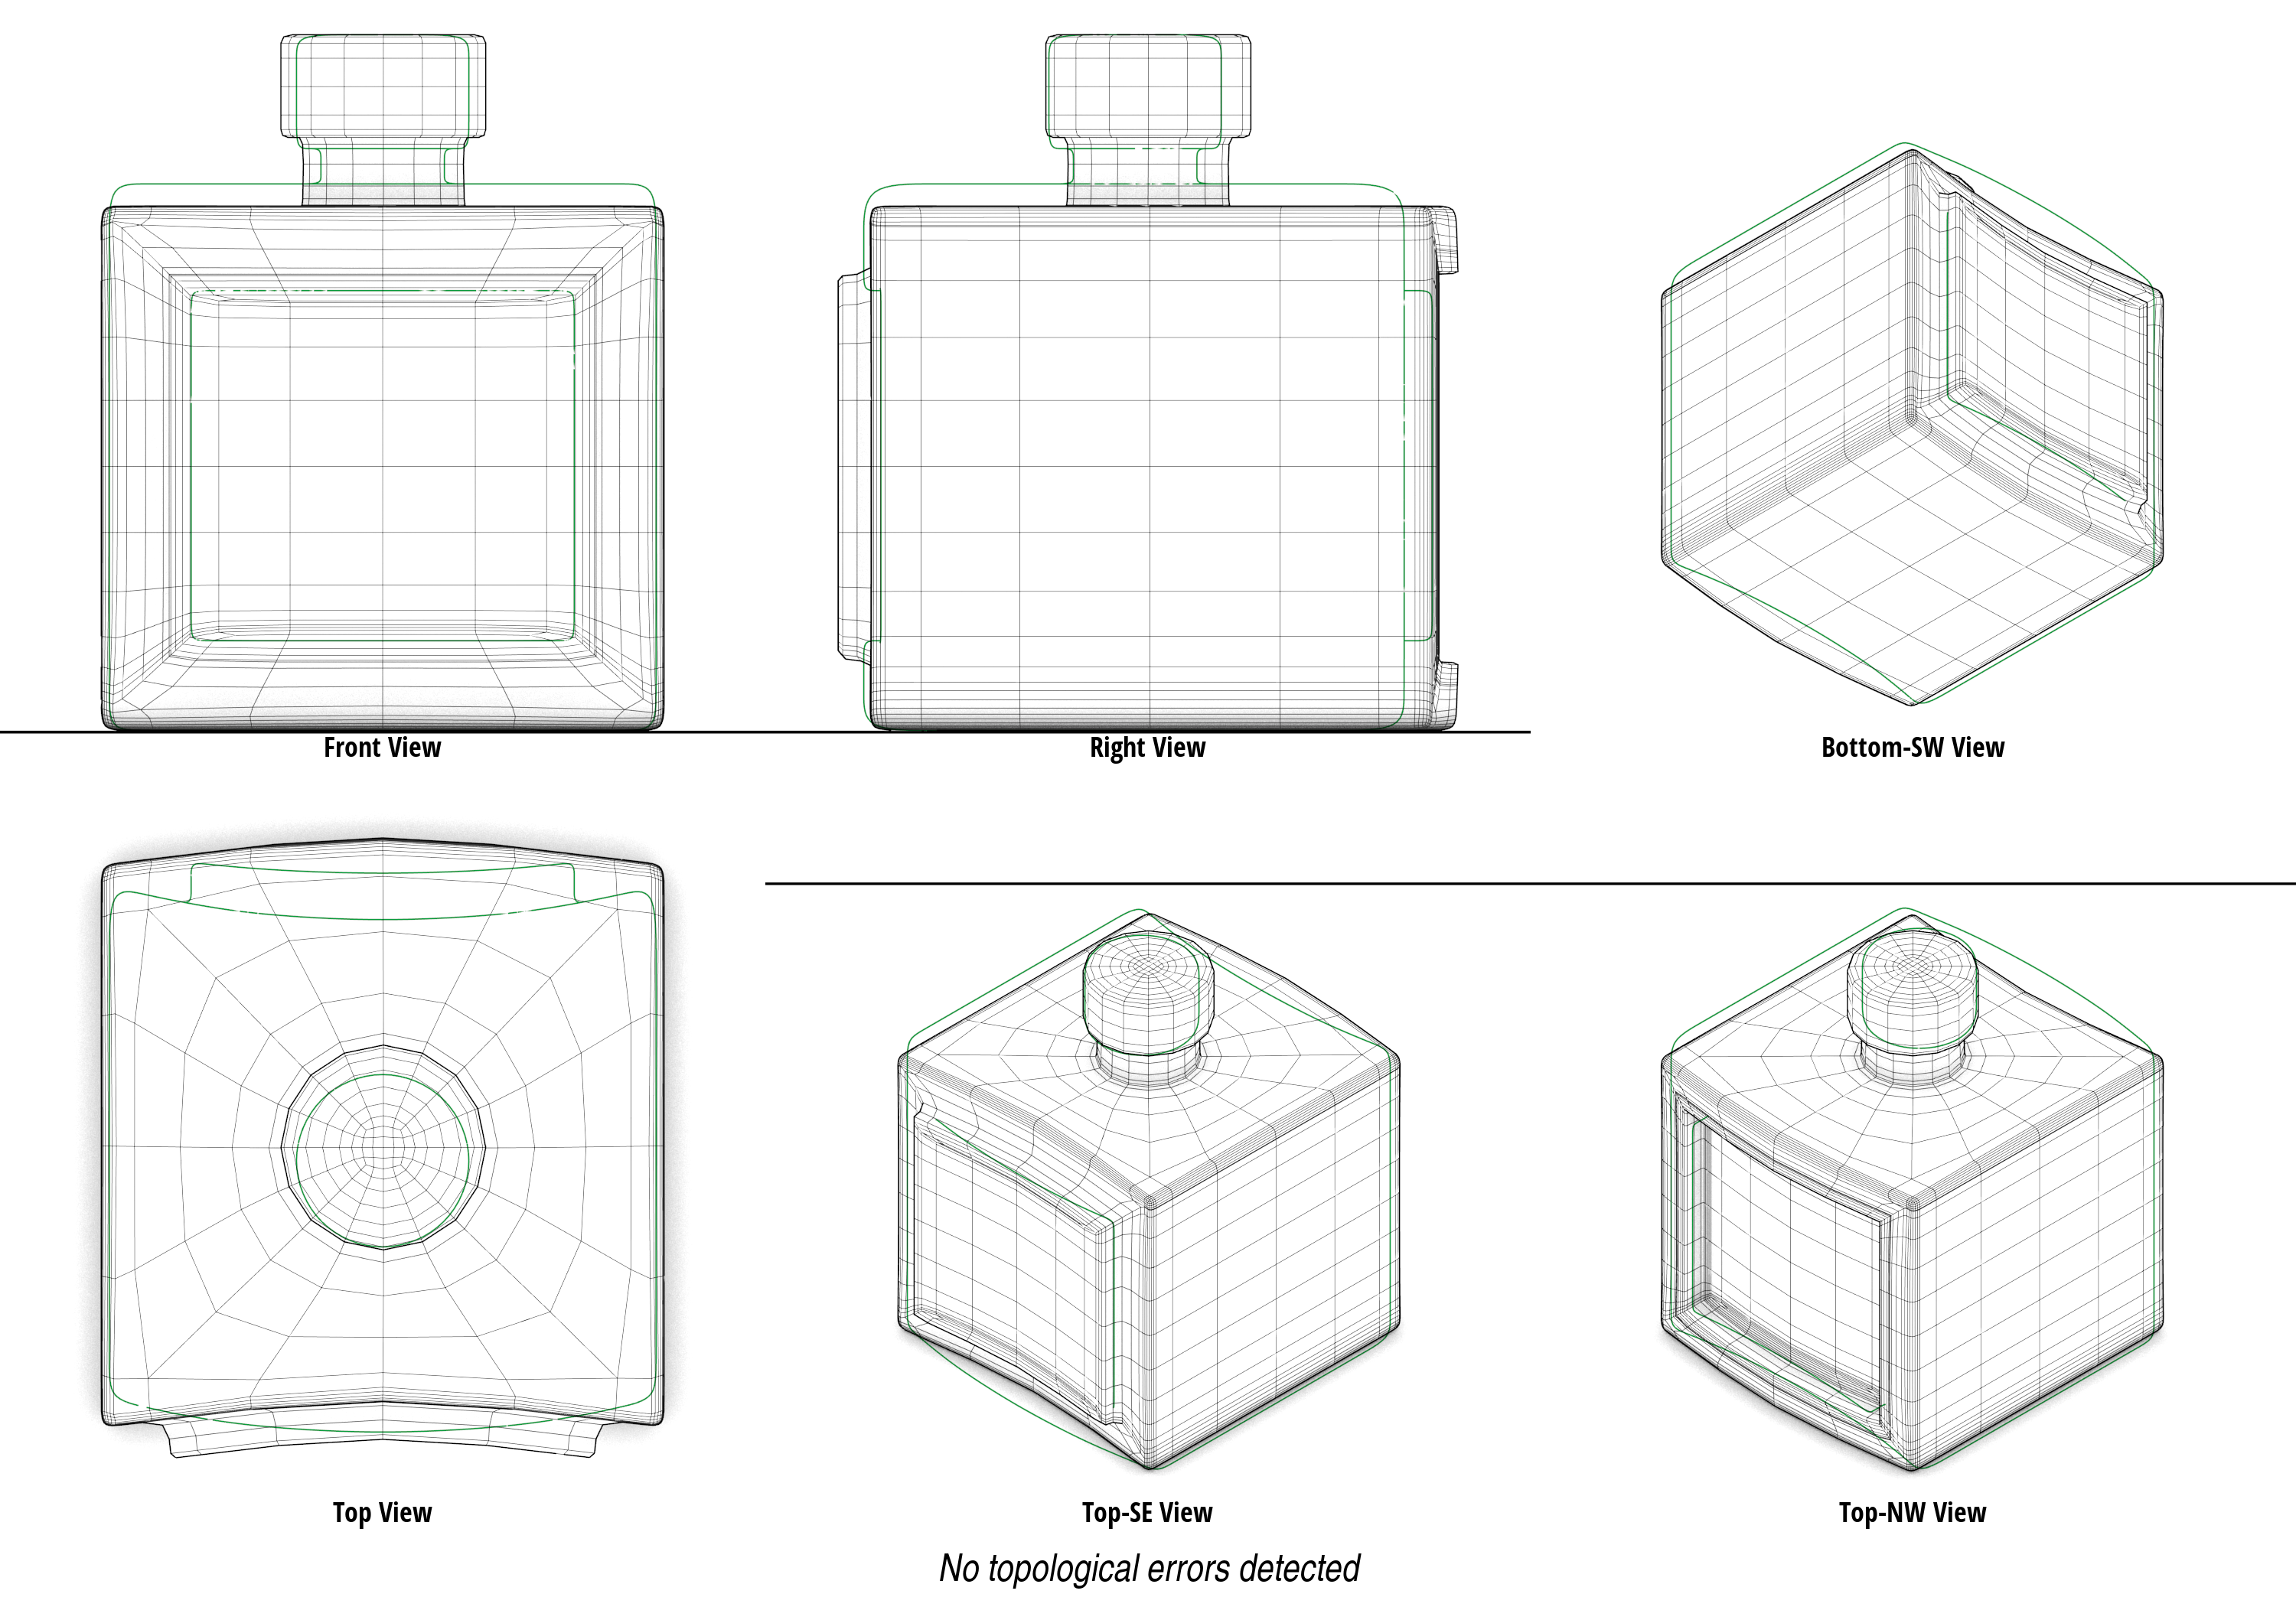 Front View
Right View
Bottom-SW View
Top View
Top-SE View
Top-NW View
No topological errors detected